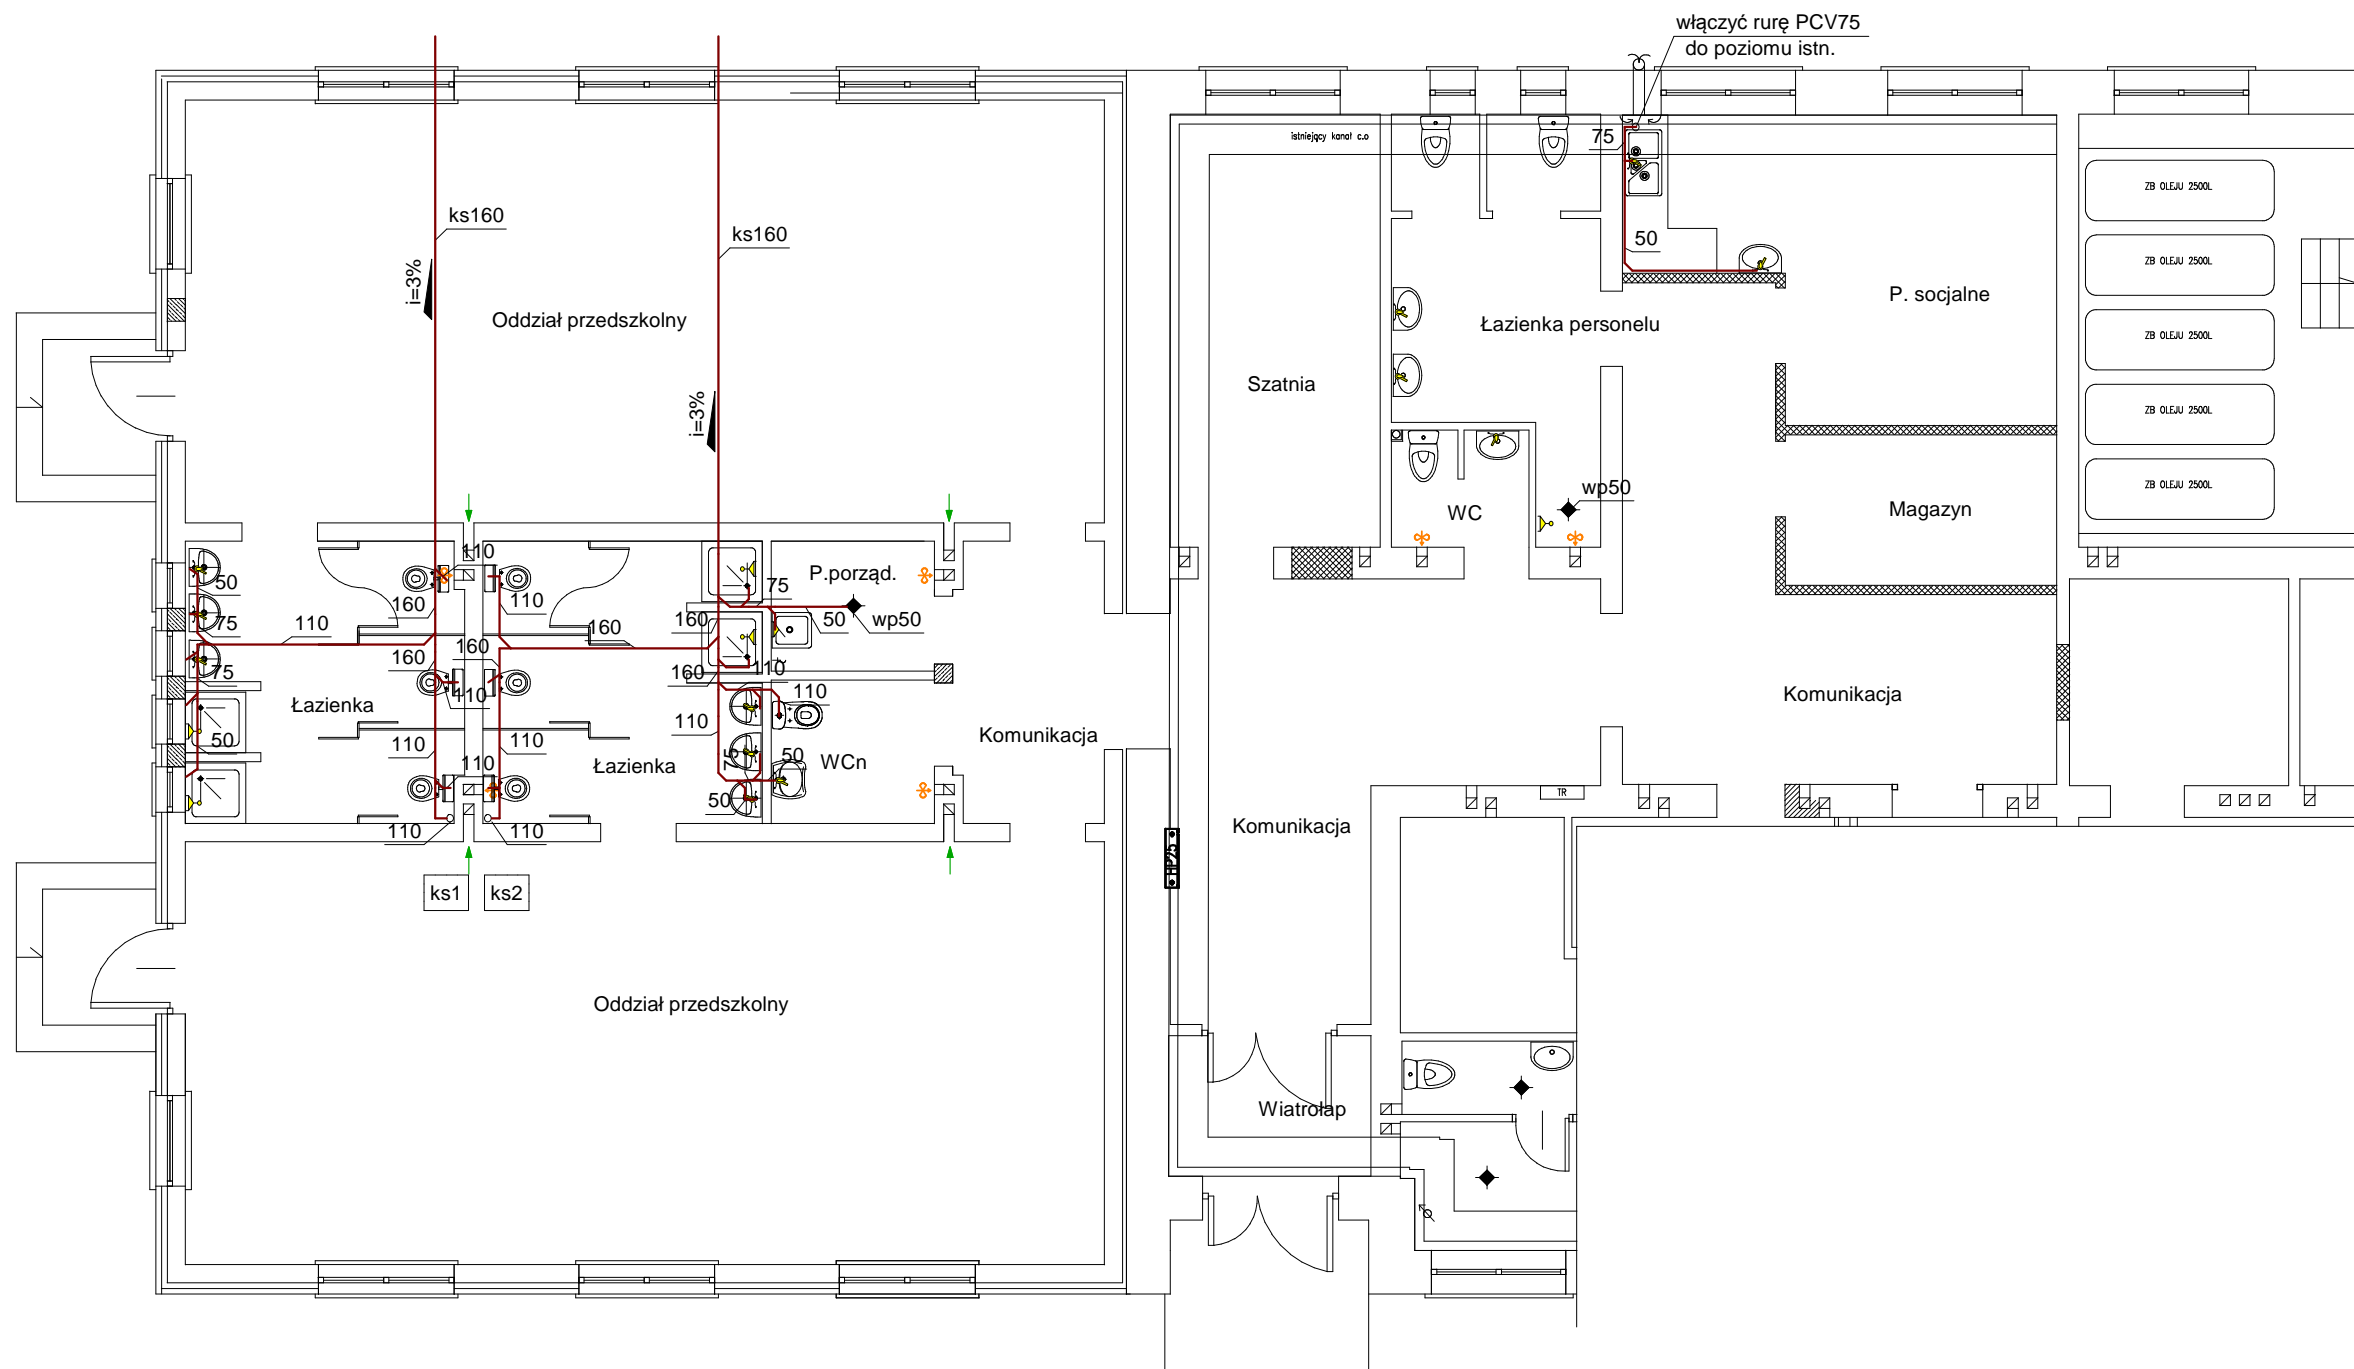 włączyć rurę PCV75
do poziomu istn.
istniejący kanał c.o
75
ZB OLEJU 2500L
ks160
ks160
50
ZB OLEJU 2500L
i=3%
P. socjalne
Oddział przedszkolny
Łazienka personelu
ZB OLEJU 2500L
Szatnia
i=3%
ZB OLEJU 2500L
wp50
ZB OLEJU 2500L
WC
Magazyn
110
P.porząd.
50
75
160
110
160
50
wp50
75
110
160
160
160
75
160
110
110
110
Łazienka
Komunikacja
110
110
110
Komunikacja
50
110
Łazienka
75
50
WCn
TR
50
110
110
Komunikacja
HP25
ks1
ks2
Oddział przedszkolny
Wiatrołap